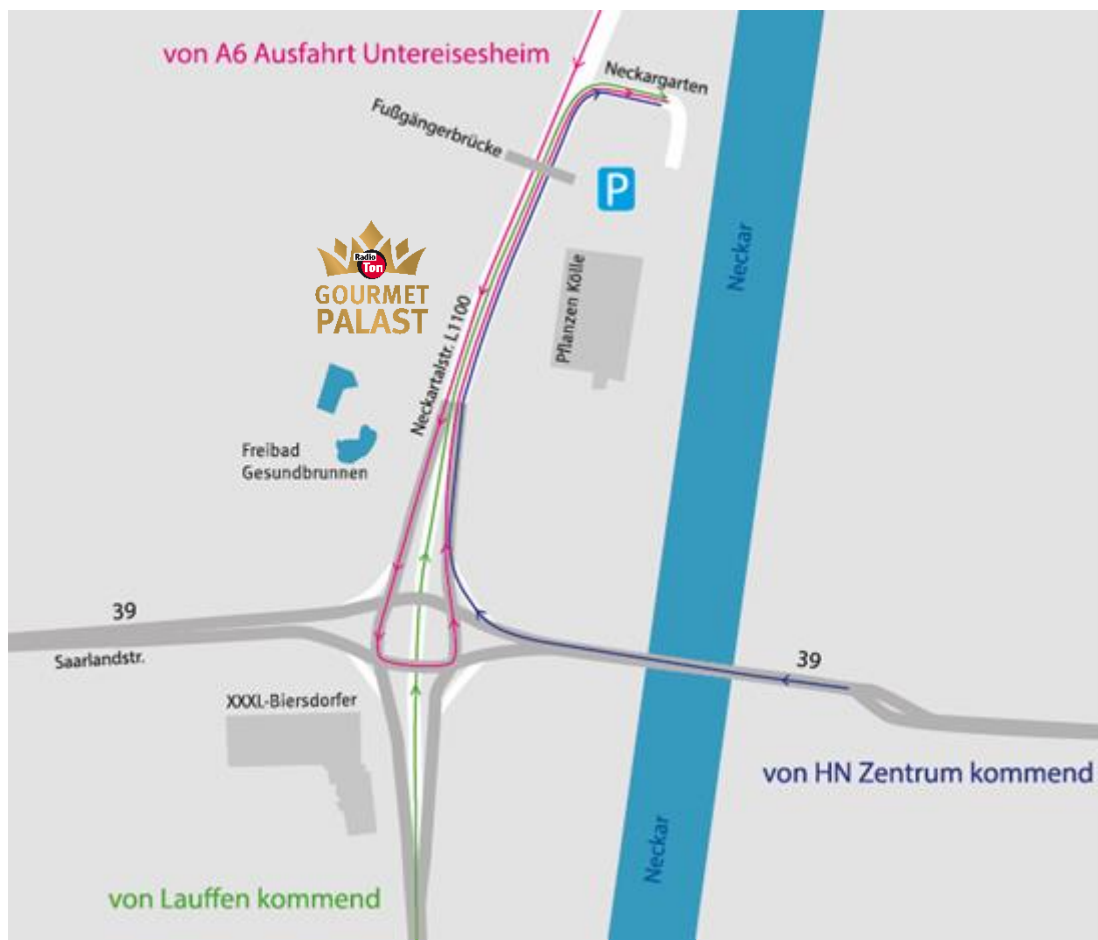 von A6 Ausfahrt Untereisesheim
Neckargarten
Fußgängerbrücke
P
Neckar
Radio
Ton
GOURMET
PALAST
Pflanzen Kölle
Neckartalstr. L1100
Freibad
Gesundbrunnen
39
Saarlandstr.
39
XXXL-Biersdorfer
von HN Zentrum kommend
Neckar
von Lauffen kommend